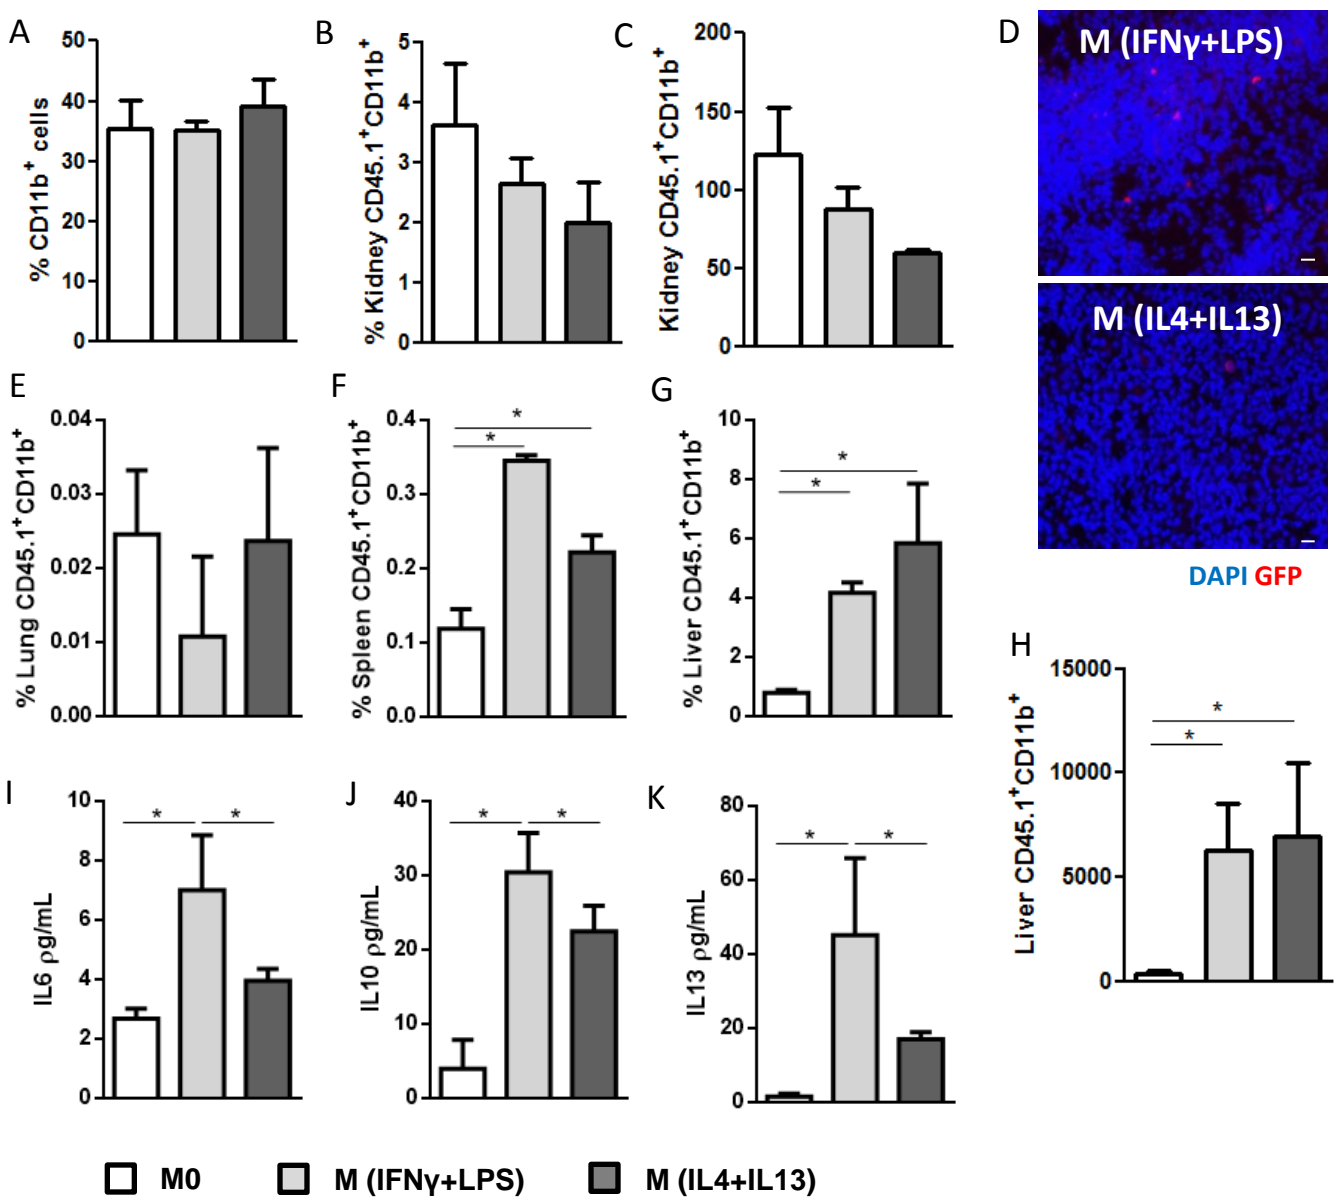 A
50
40
30
20
10
0
% CD11b⁺ cells
B
5
4
3
2
1
0
% Kidney CD45.1⁺CD11b⁺
C
200
150
100
50
0
Kidney CD45.1⁺CD11b⁺
D
M (IFNγ+LPS)
M (IL4+IL13)
DAPI GFP
E
0.04
0.03
0.02
0.01
0.00
% Lung CD45.1⁺CD11b⁺
F
0.4
0.3
0.2
0.1
0.0
% Spleen CD45.1⁺CD11b⁺
*
*
G
10
8
6
4
2
0
% Liver CD45.1⁺CD11b⁺
*
*
H
15000
10000
5000
0
Liver CD45.1⁺CD11b⁺
*
*
I
10
8
6
4
2
0
IL6 ρg/mL
* *
J
40
30
20
10
0
IL10 ρg/mL
* *
K
80
60
40
20
0
IL13 ρg/mL
* *
M0 M (IFNγ+LPS) M (IL4+IL13)